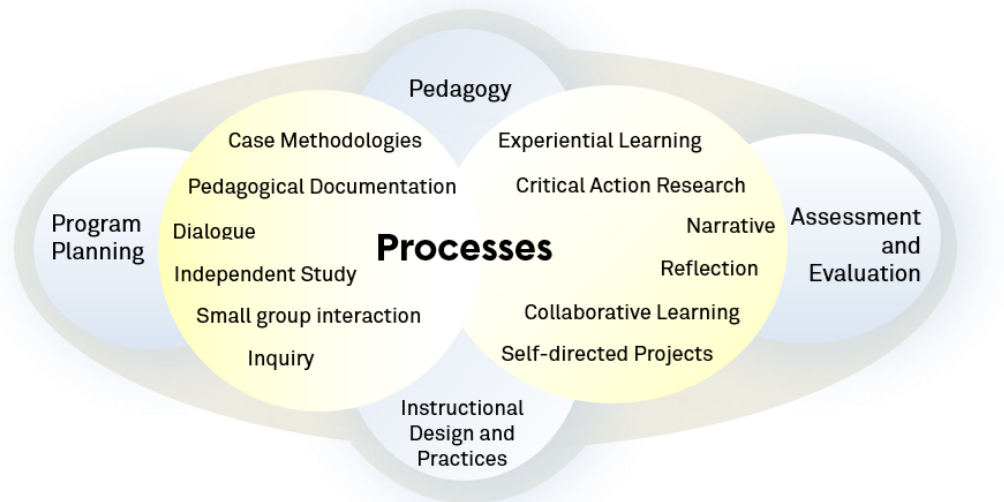 Pedagogy
Case Methodologies
Experiential Learning
Pedagogical Documentation
Critical Action Research
Program
Planning
Dialogue
Processes
Narrative
Assessment
and
Evaluation
Independent Study
Reflection
Small group interaction
Collaborative Learning
Inquiry
Self-directed Projects
Instructional
Design and
Practices